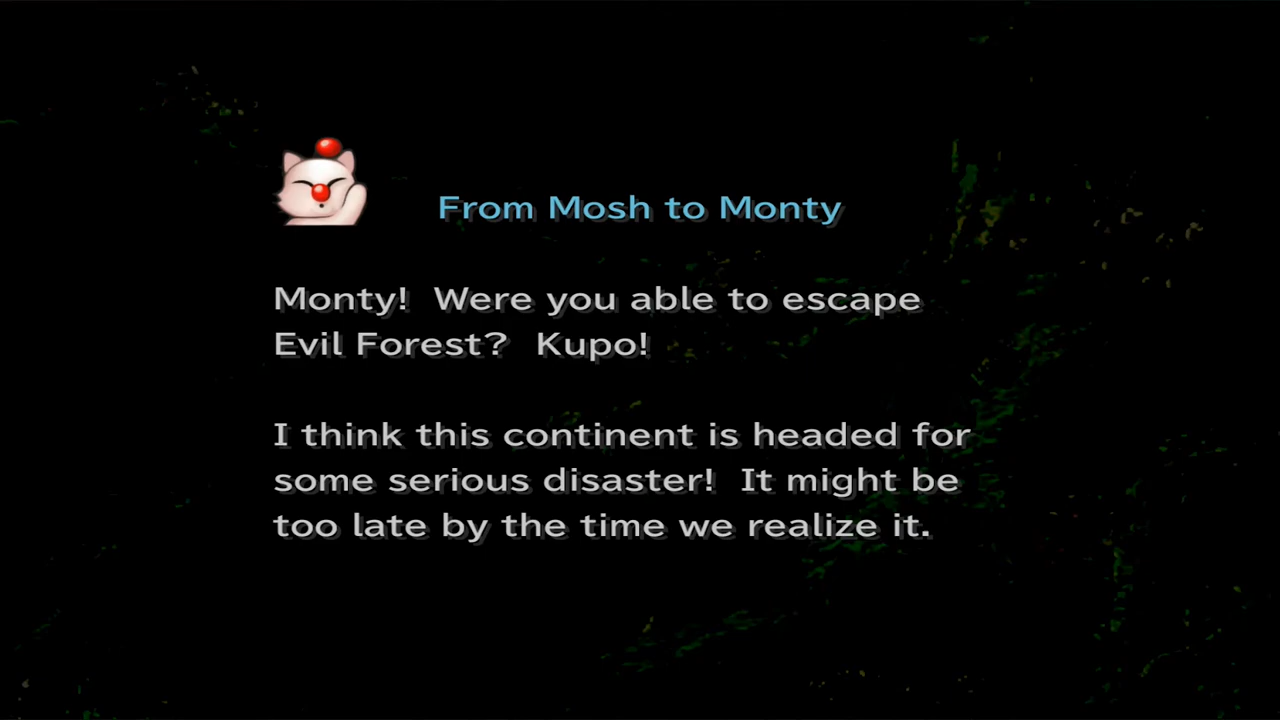 From Mosh to Monty
Monty!  Were you able to escape
Evil Forest?  Kupo!
I think this continent is headed for
some serious disaster!  It might be
too late by the time we realize it.